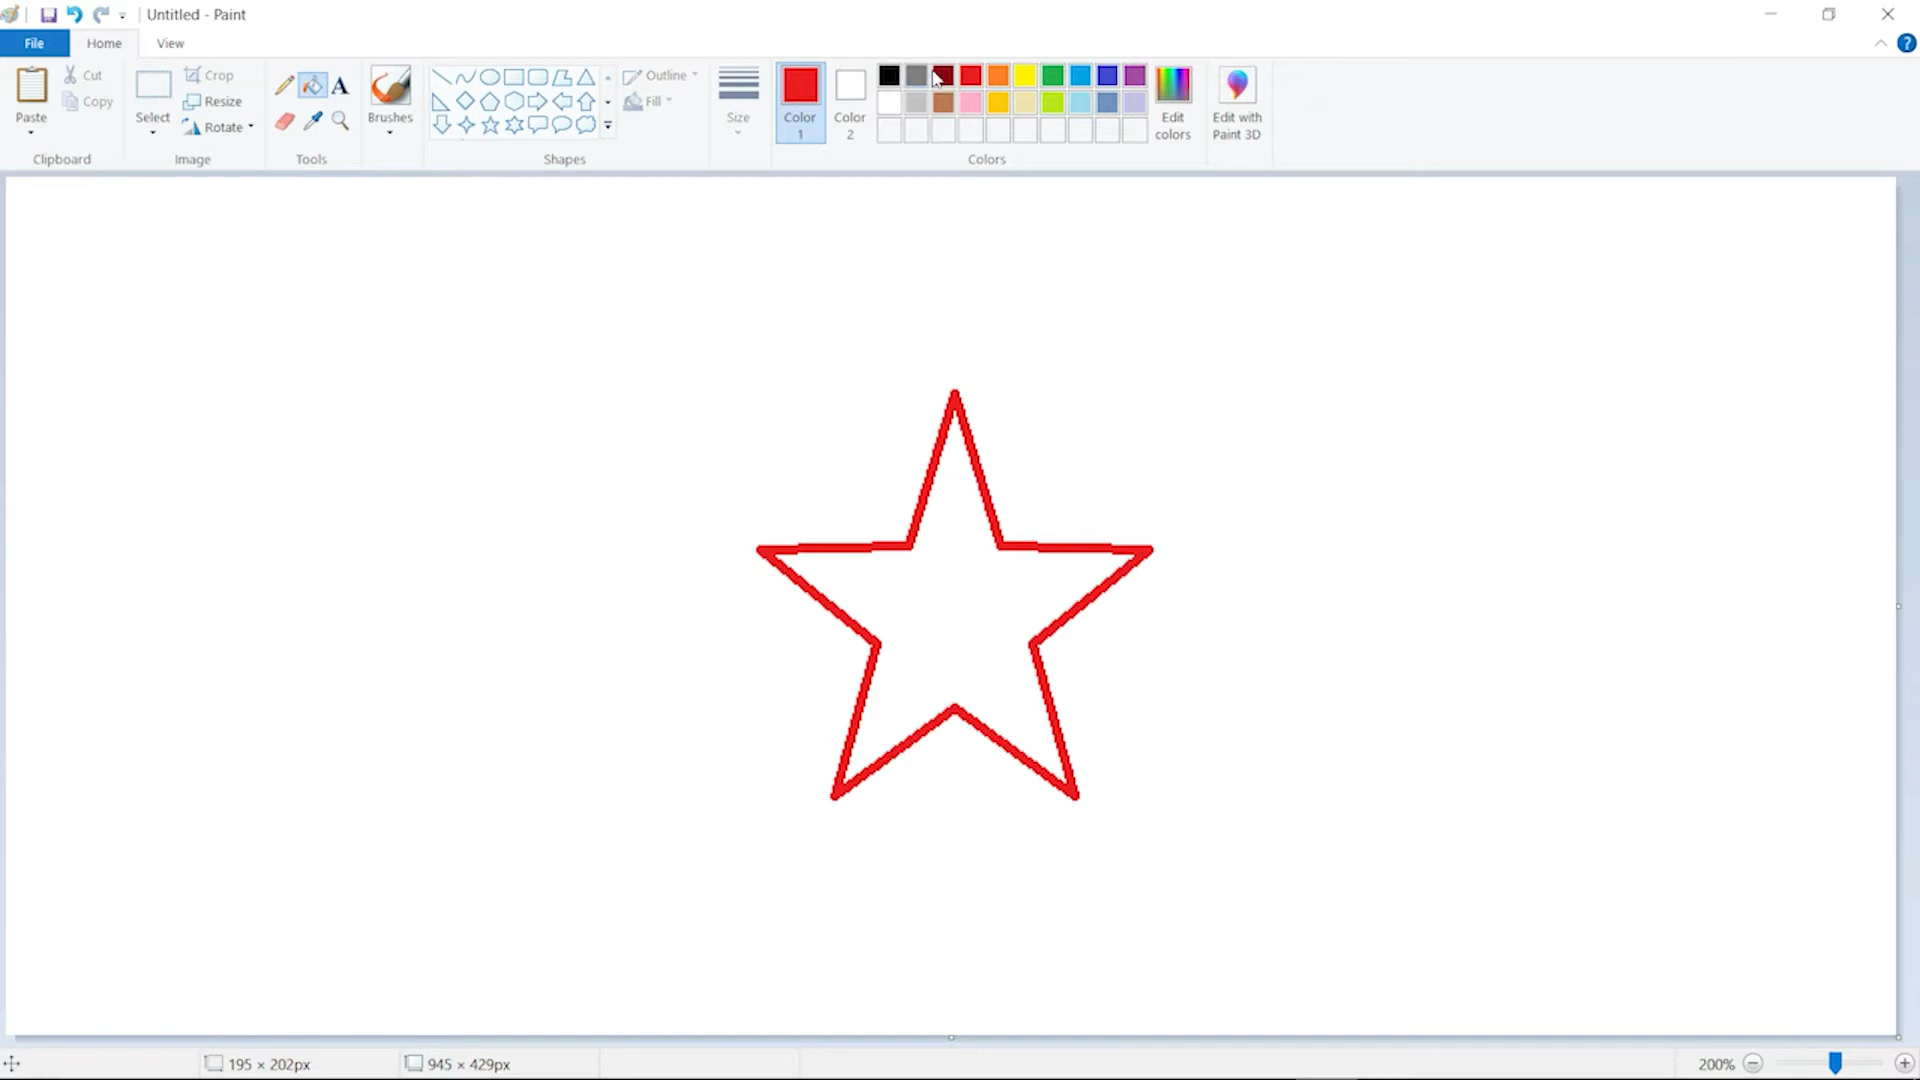 Untitled - Paint
File
Home
View
Paste
Cut
Copy
Clipboard
Select
Crop
Resize
Rotate
Image
A
Tools
Brushes
Outline
Fill
Shapes
Size
Color
1
Color
2
Edit
colors
Colors
Edit with
Paint 3D
?
195 × 202px
945 × 429px
200%